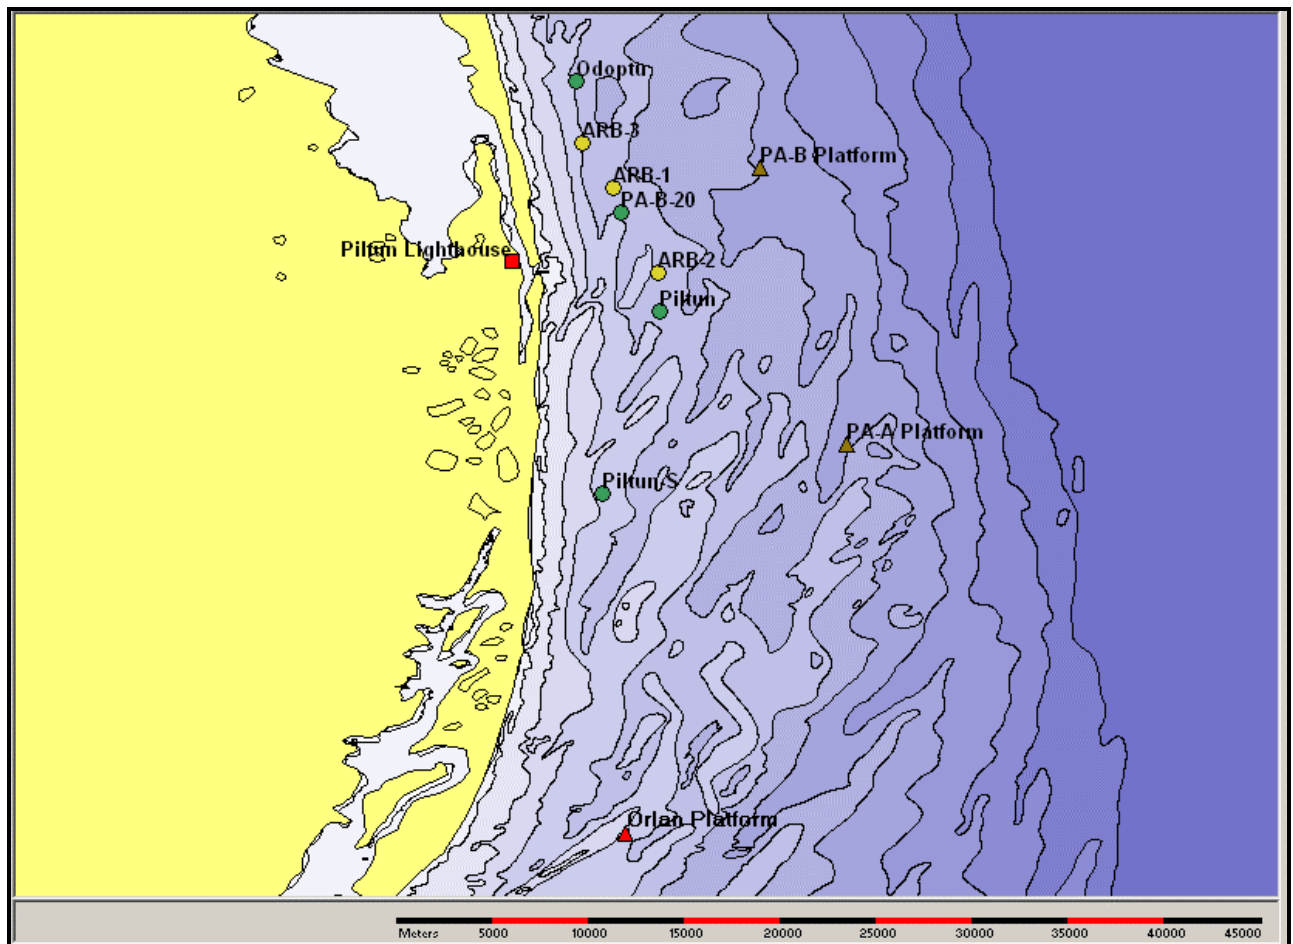 Odoptu
ARB-3
PA-B Platform
ARB-1
PA-B-20
Piltun Lighthouse
ARB-2
Piltun
PA-A Platform
Piltun-S
Orlan Platform
Meters 5000 10000 15000 20000 25000 30000 35000 40000 45000